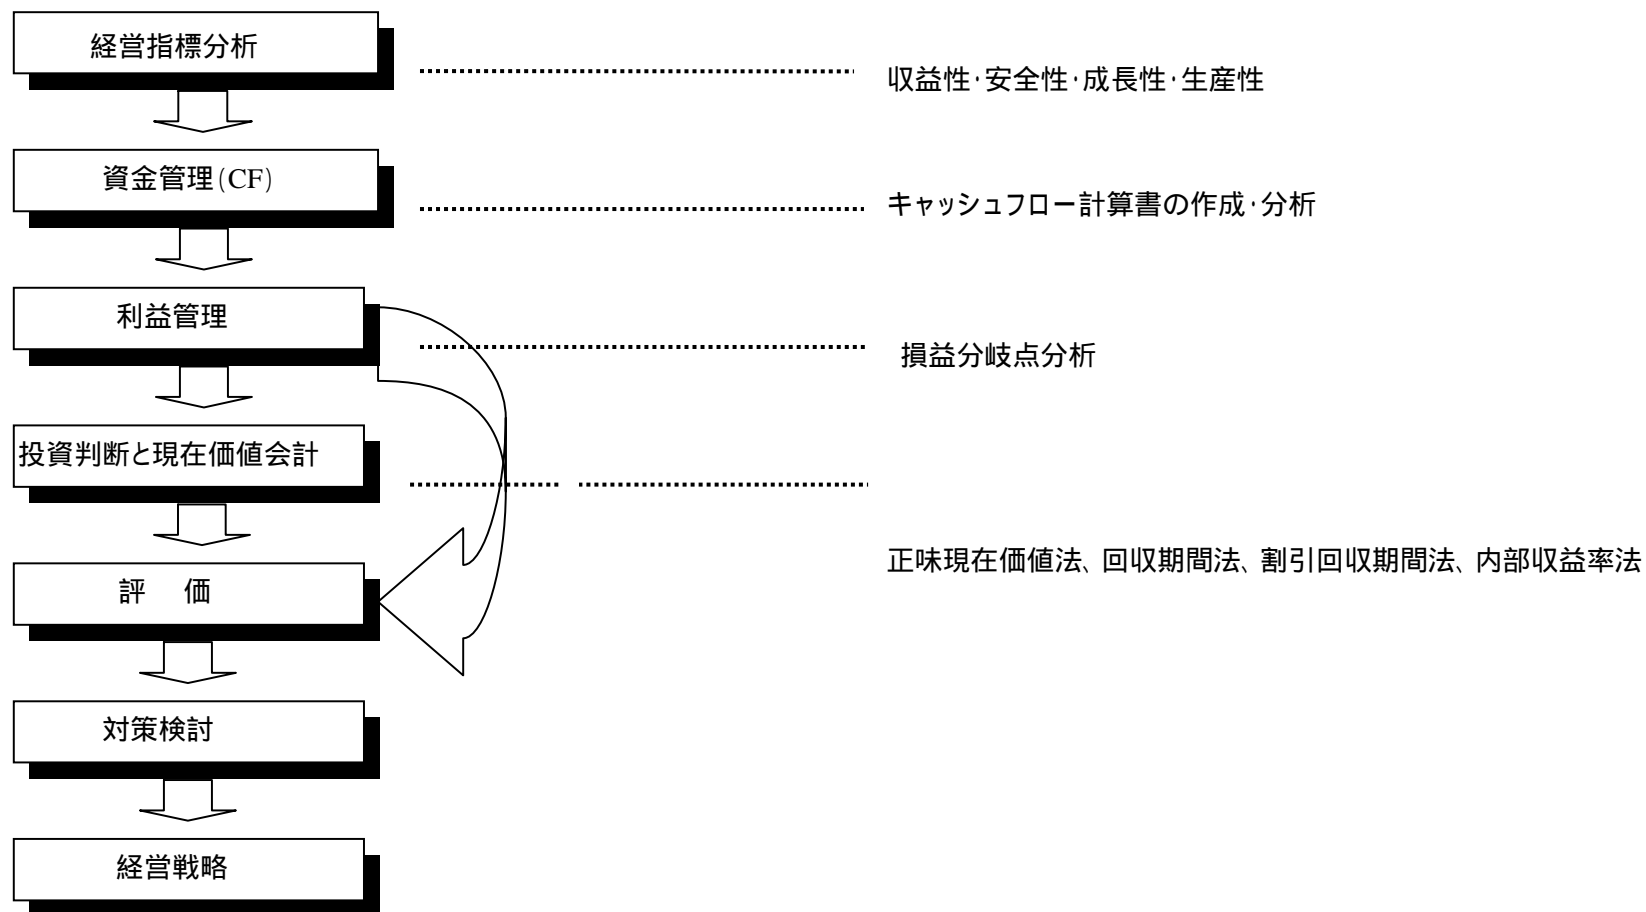 経営指標分析
収益性・安全性・成長性・生産性
資金管理(CF)
キャッシュフロー計算書の作成・分析
利益管理
損益分岐点分析
投資判断と現在価値会計
正味現在価値法、回収期間法、割引回収期間法、内部収益率法
評　価
対策検討
経営戦略